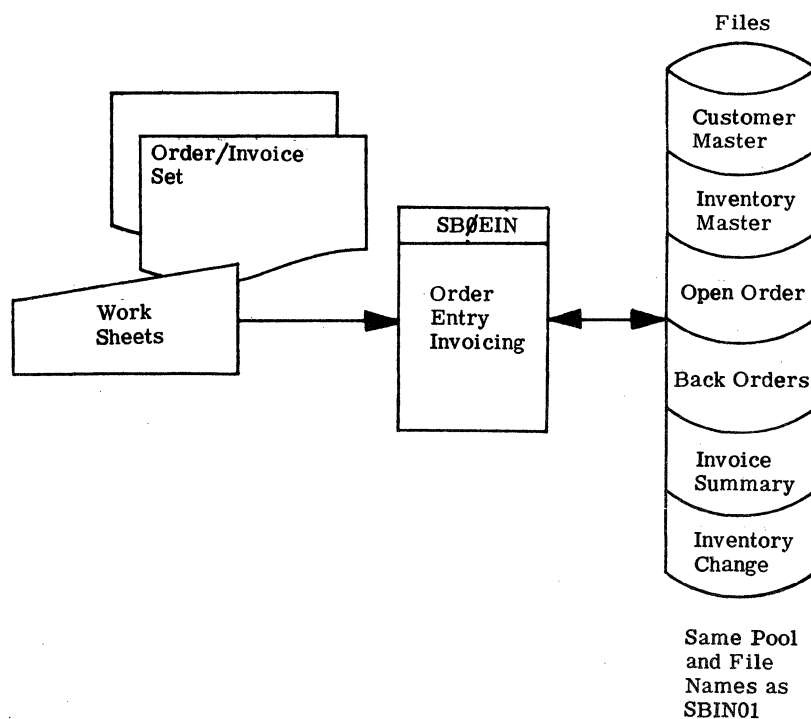 Files
Customer
Master
Inventory
Master
Open Order
Back Orders
Invoice
Summary
Inventory
Change
Same Pool
and File
Names as
SBIN01
Order/Invoice
Set
Work
Sheets
SBØEIN
Order
Entry
Invoicing